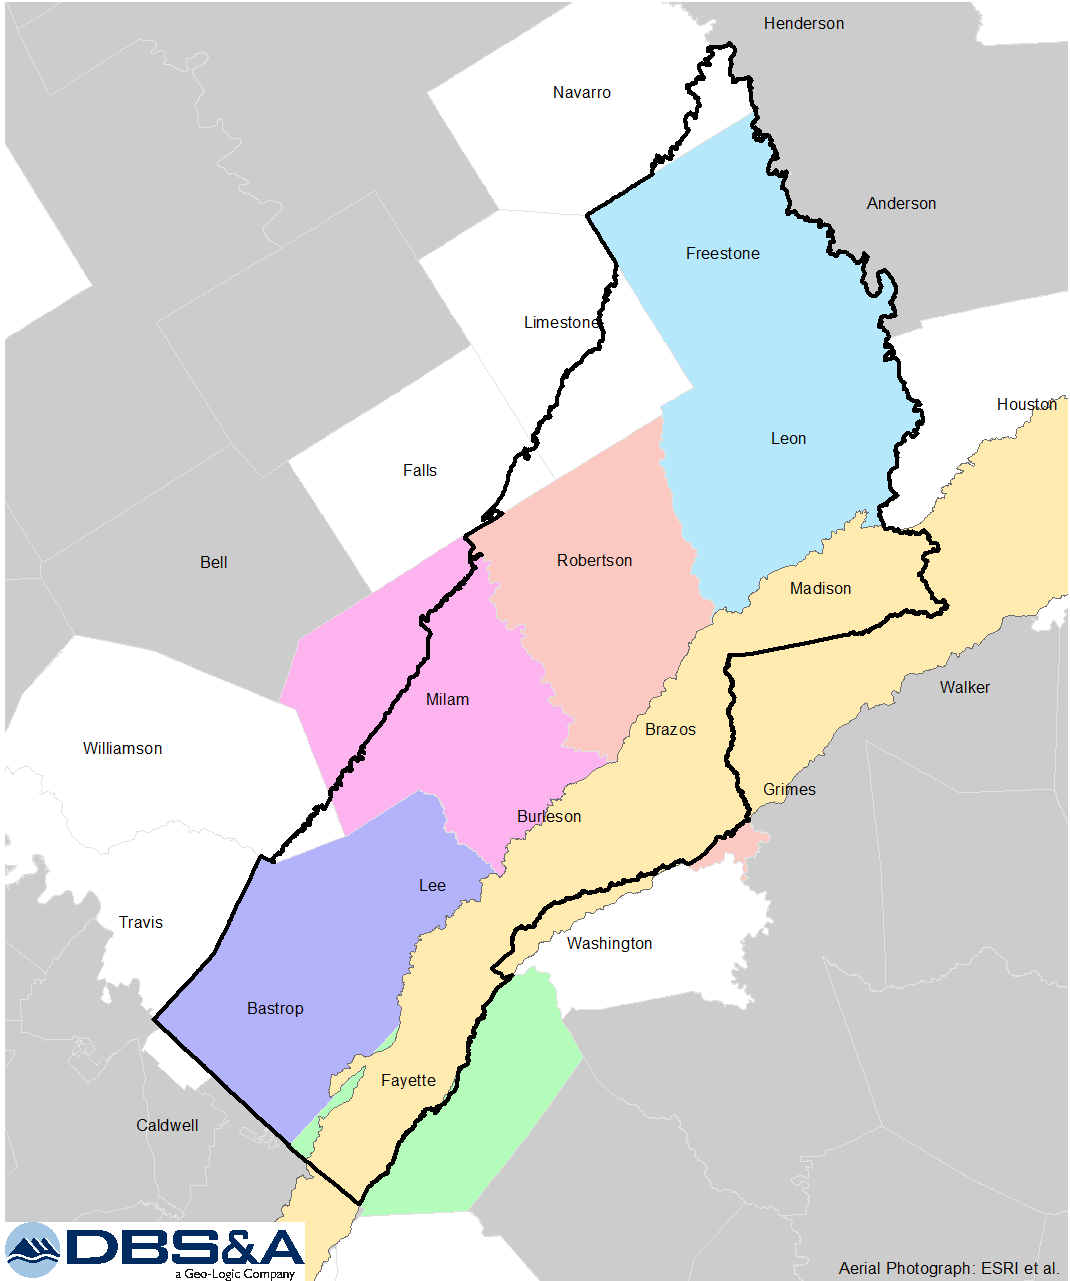 Henderson
Navarro
Anderson
Freestone
Limestone
Houston
Leon
Falls
Bell
Robertson
Madison
Walker
Milam
Brazos
Williamson
Grimes
Burleson
Lee
Travis
Washington
Bastrop
Fayette
Caldwell
DBS&A
a Geo-Logic Company
Aerial Photograph: ESRI et al.